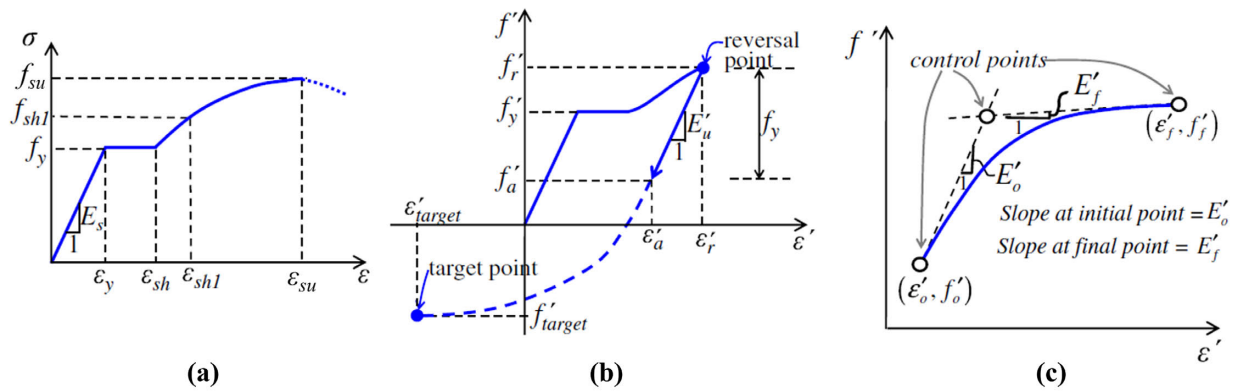 σ
f_su
f_sh1
f_y
E_s
1
ε_y
ε_sh
ε_sh1
ε_su
ε
(a)
f′
reversal
point
f′_r
f′_y
E′_u
1
f_y
f′_a
ε′_target
ε′_a
ε′_r
ε′
target point
f′_target
(b)
f′
control points
E′_f
1
(ε′_f, f′_f)
1
E′_o
Slope at initial point = E′_o
Slope at final point = E′_f
(ε′_o, f′_o)
ε′
(c)